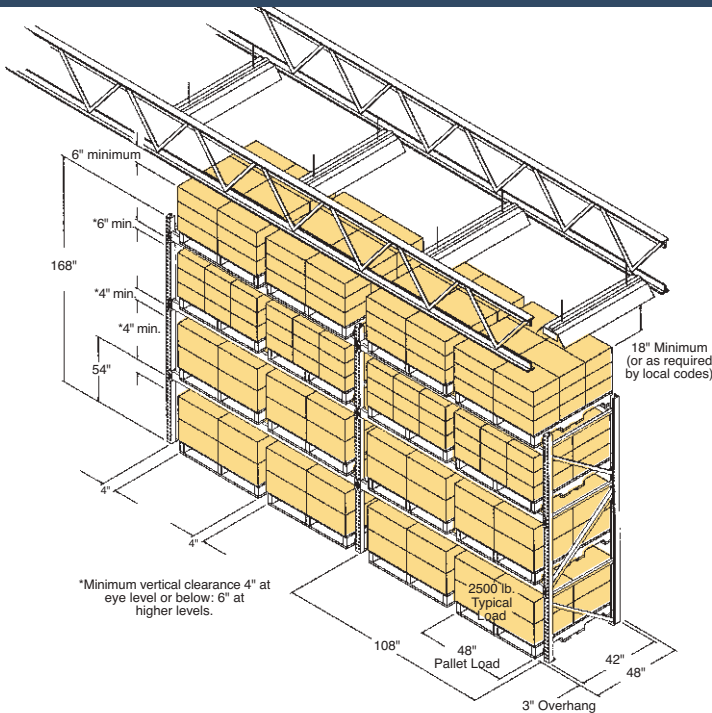 6" minimum
*6" min.
168"
*4" min.
*4" min.
54"
18" Minimum
(or as required
by local codes)
4"
4"
*Minimum vertical clearance 4" at
eye level or below: 6" at
higher levels.
2500 lb.
Typical
Load
108"
48"
Pallet Load
42"
48"
3" Overhang